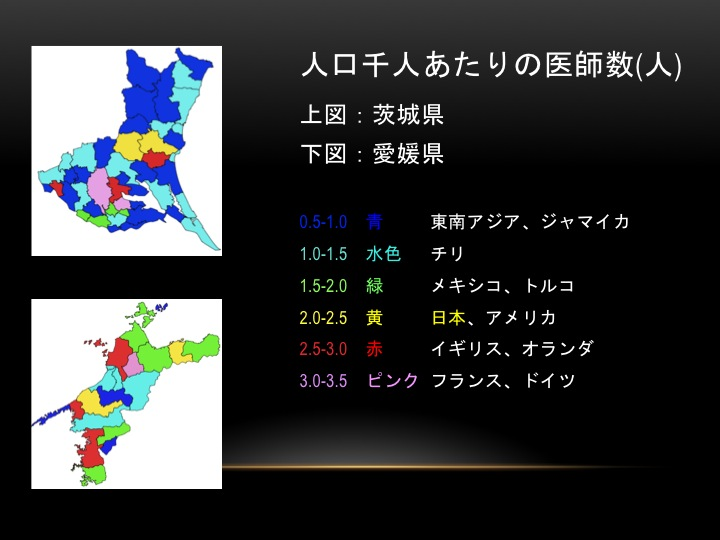 人口千人あたりの医師数(人)
上図：茨城県
下図：愛媛県
0.5-1.0 青 東南アジア、ジャマイカ
1.0-1.5 水色 チリ
1.5-2.0 緑 メキシコ、トルコ
2.0-2.5 黄 日本、アメリカ
2.5-3.0 赤 イギリス、オランダ
3.0-3.5 ピンク フランス、ドイツ